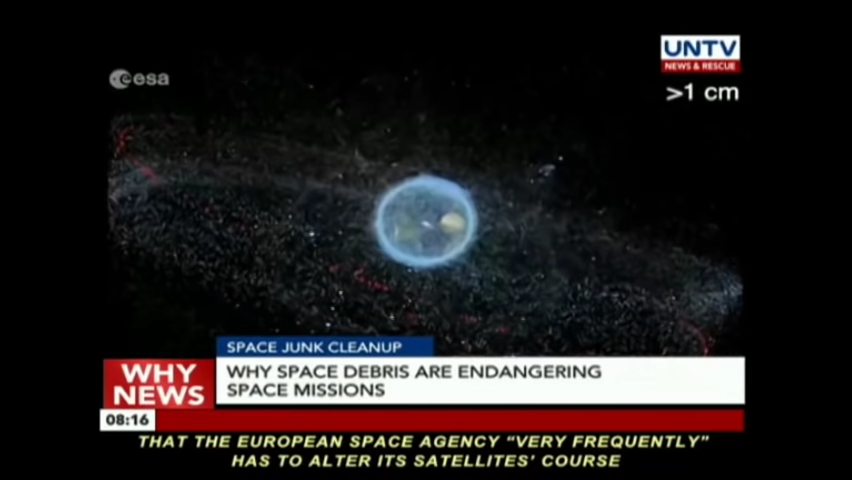 esa
UNTV
NEWS & RESCUE
>1 cm
SPACE JUNK CLEANUP
WHY NEWS
WHY SPACE DEBRIS ARE ENDANGERING
SPACE MISSIONS
08:16
THAT THE EUROPEAN SPACE AGENCY “VERY FREQUENTLY”
HAS TO ALTER ITS SATELLITES’ COURSE